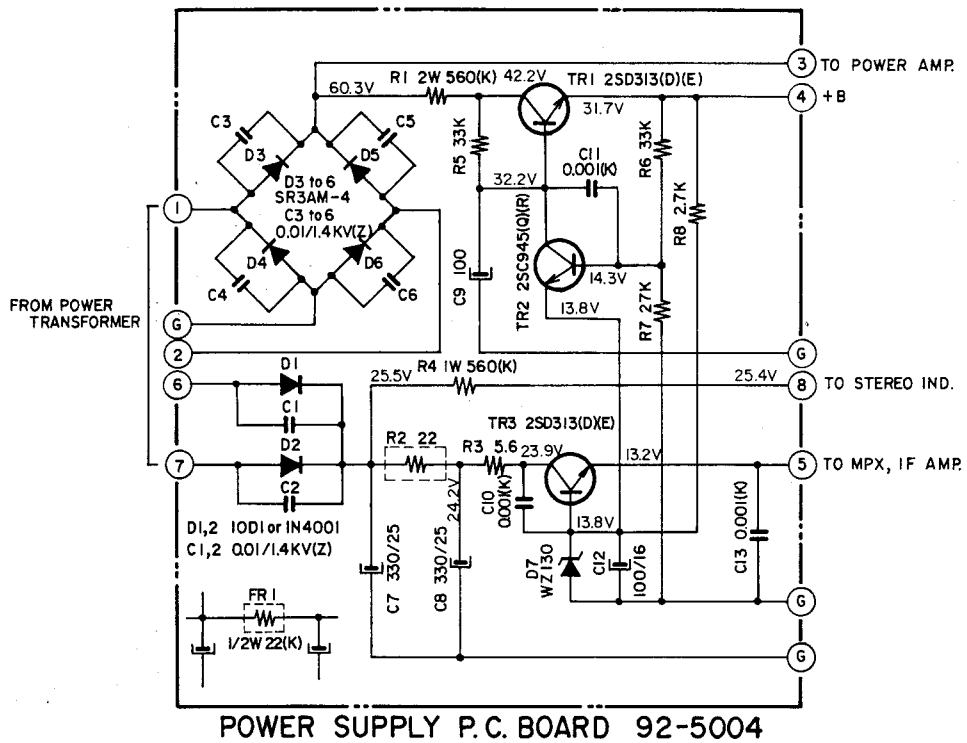 3 TO POWER AMP.
R1 2W 560(K)
42.2V
TR1 2SD313(D)(E)
60.3V
31.7V
4 +B
C3
C5
D3
D5
R5 33K
C11
0.001(K)
R6 33K
D3 to 6
SR3AM-4
C3 to 6
0.01/1.4KV(Z)
32.2V
R8 2.7K
1
D4
D6
C4
C6
C9 100
TR2 2SC945(Q)(R)
14.3V
13.8V
R7 27K
FROM POWER
TRANSFORMER
G
2
G
6
D1
C1
R4 1W 560(K)
25.5V
25.4V
8 TO STEREO IND.
TR3 2SD313(D)(E)
7
D2
C2
R2 22
R3 5.6
23.9V
13.2V
5 TO MPX, IF AMP.
24.2V
C10
0.001(K)
13.8V
D1,2 10D1 or 1N4001
C1,2 0.01/1.4KV(Z)
C7 330/25
C8 330/25
D7
WZ130
C12
100/16
C13 0.001(K)
FR1
1/2W 22(K)
G
G
POWER SUPPLY P.C. BOARD 92-5004